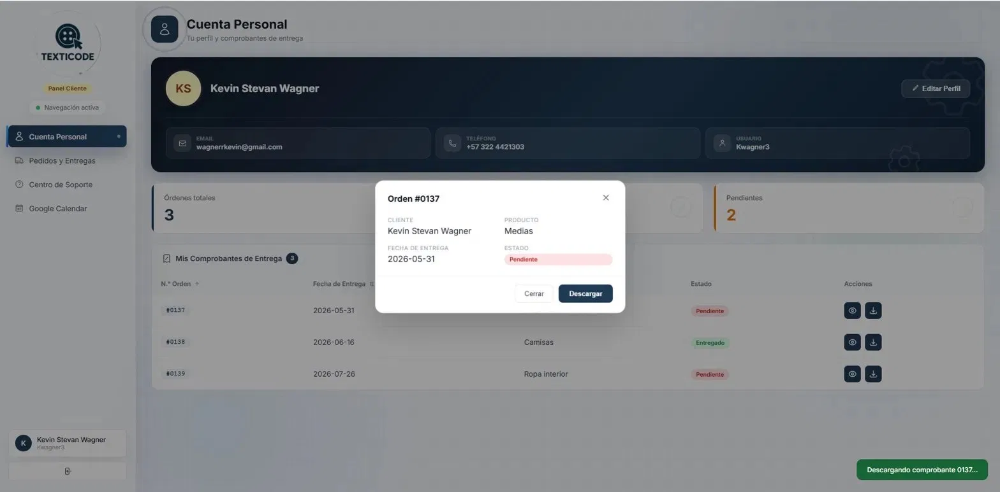 TEXTICODE
Panel Cliente
Navegación activa
Cuenta Personal
Pedidos y Entregas
Centro de Soporte
Google Calendar
K
Kevin Stevan Wagner
Kwagner3
Cuenta Personal
Tu perfil y comprobantes de entrega
KS
Kevin Stevan Wagner
Editar Perfil
EMAIL
wagnerrkevin@gmail.com
TELÉFONO
+57 322 4421303
USUARIO
Kwagner3
Órdenes totales
3
Pendientes
2
Orden #0137
CLIENTE
Kevin Stevan Wagner
PRODUCTO
Medias
FECHA DE ENTREGA
2026-05-31
ESTADO
Pendiente
Cerrar
Descargar
Mis Comprobantes de Entrega 3
N.º Orden Fecha de Entrega Estado Acciones
#0137 2026-05-31 Pendiente
#0138 2026-06-16 Camisas Entregado
#0139 2026-07-26 Ropa interior Pendiente
Descargando comprobante 0137...